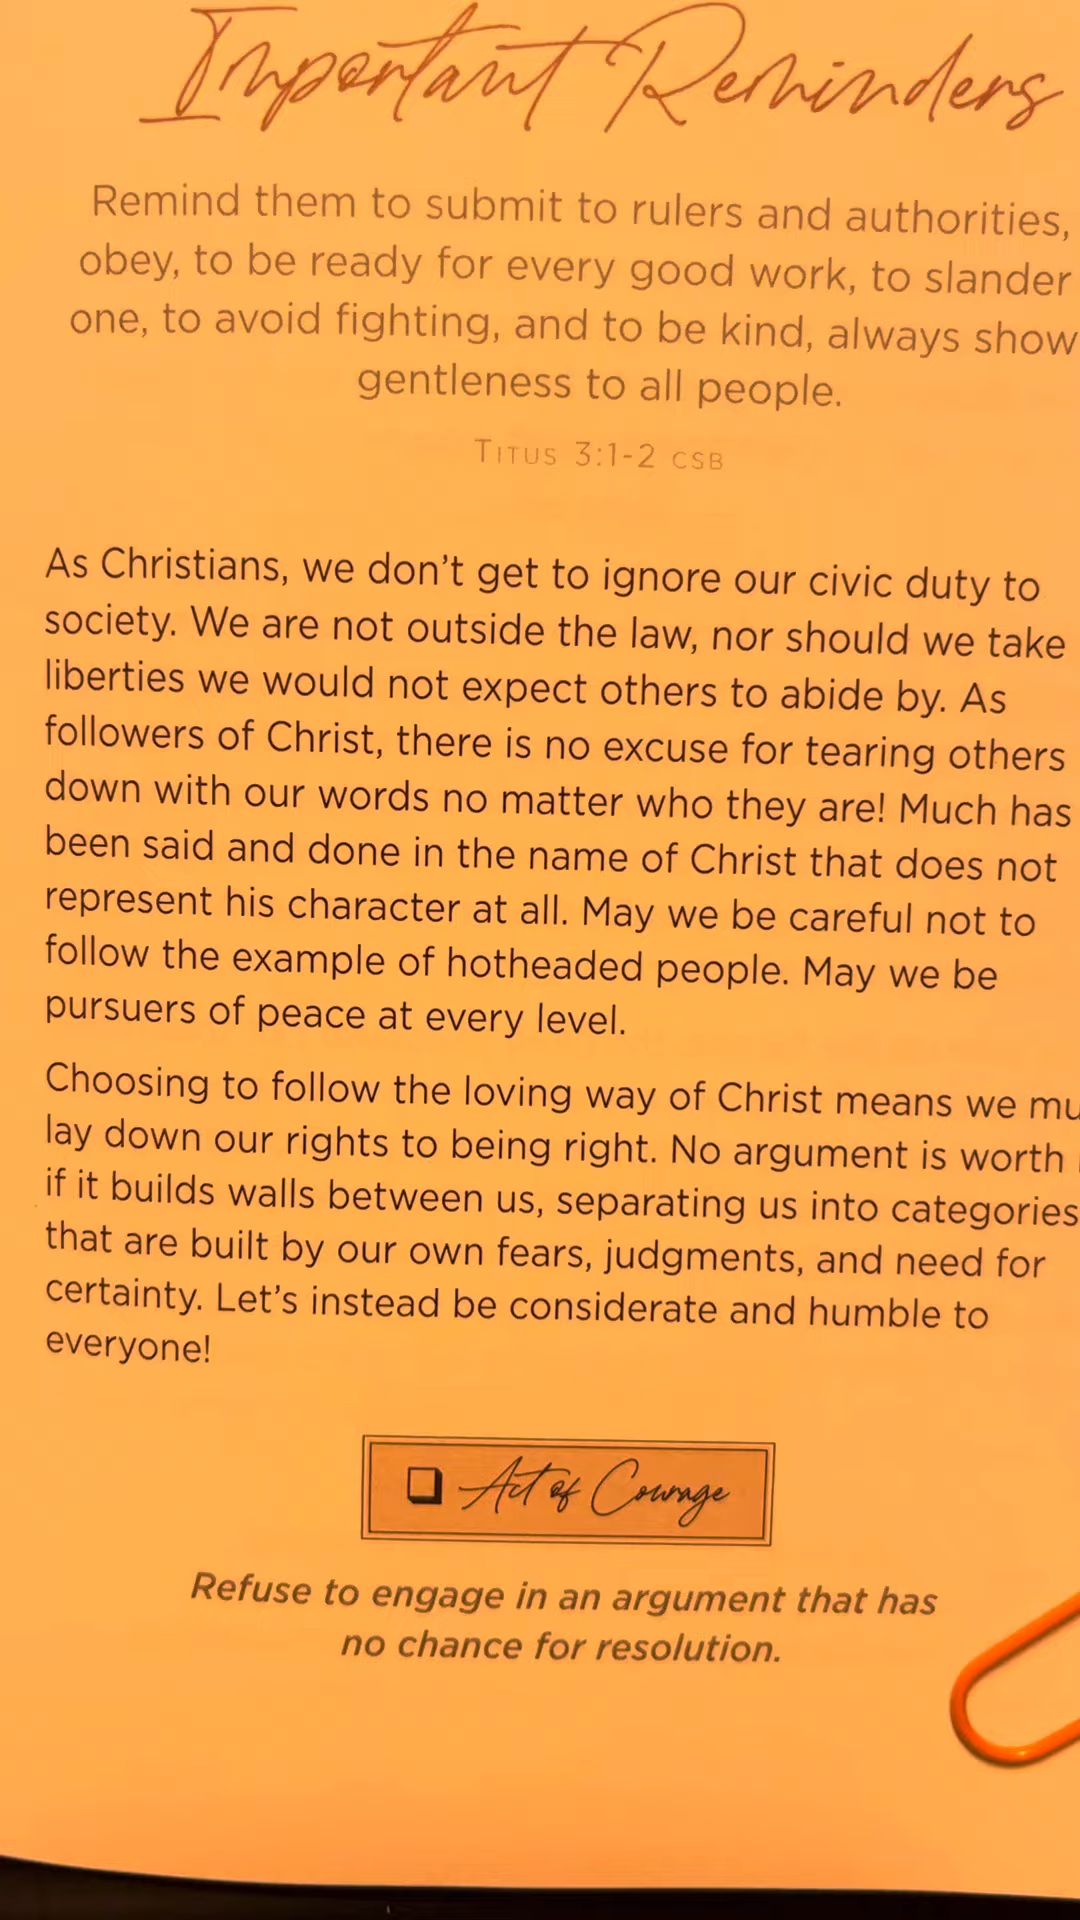 Important Reminders
Remind them to submit to rulers and authorities,
obey, to be ready for every good work, to slander
one, to avoid fighting, and to be kind, always show
gentleness to all people.
TITUS 3:1-2 CSB
As Christians, we don't get to ignore our civic duty to
society. We are not outside the law, nor should we take
liberties we would not expect others to abide by. As
followers of Christ, there is no excuse for tearing others
down with our words no matter who they are! Much has
been said and done in the name of Christ that does not
represent his character at all. May we be careful not to
follow the example of hotheaded people. May we be
pursuers of peace at every level.
Choosing to follow the loving way of Christ means we mu
lay down our rights to being right. No argument is worth
if it builds walls between us, separating us into categories
that are built by our own fears, judgments, and need for
certainty. Let's instead be considerate and humble to
everyone!
Act of Courage
Refuse to engage in an argument that has
no chance for resolution.